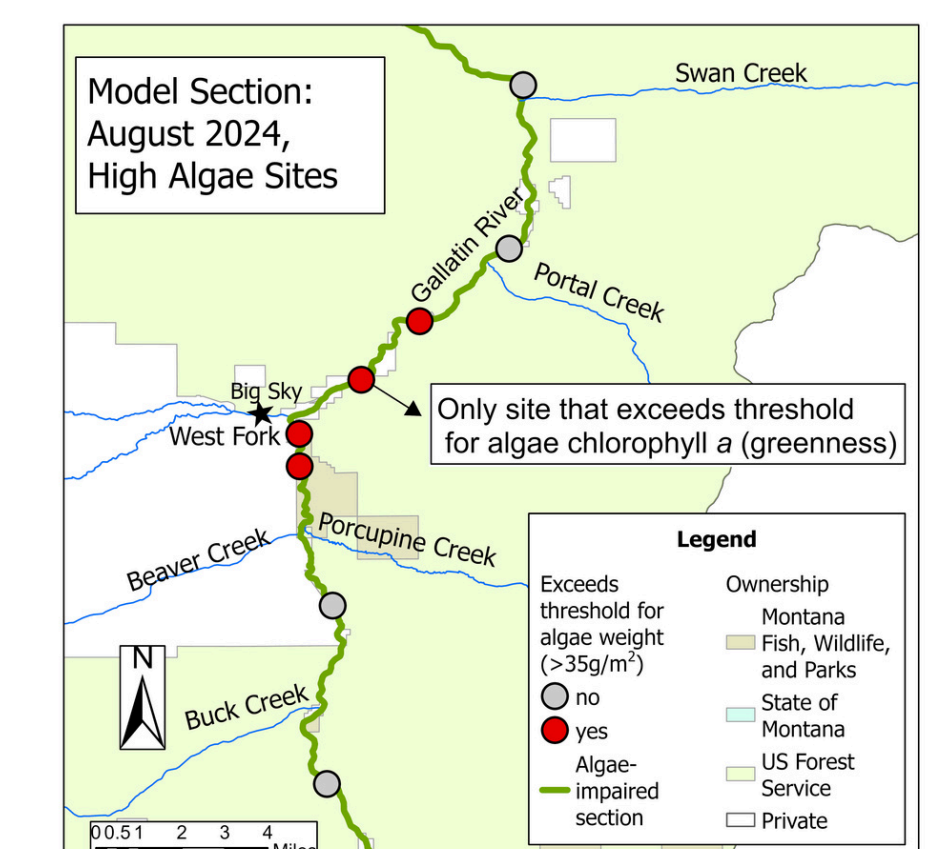 Model Section:
August 2024,
High Algae Sites
Swan Creek
Gallatin River
Portal Creek
Big Sky
West Fork
Only site that exceeds threshold
for algae chlorophyll a (greenness)
Porcupine Creek
Beaver Creek
N
Buck Creek
0 0.5 1 2 3 4
Miles
Legend
Exceeds
threshold for
algae weight
(>35g/m²)
no
yes
Algae-
impaired
section
Ownership
Montana
Fish, Wildlife,
and Parks
State of
Montana
US Forest
Service
Private